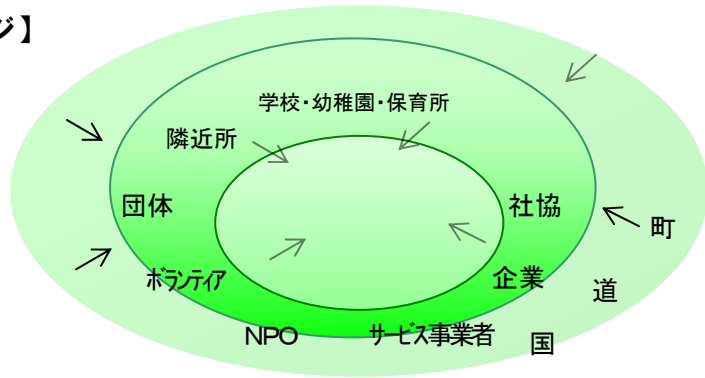 ジ】
学校・幼稚園・保育所
隣近所
団体
社協
町
ボランティア
企業
道
NPO
サービス事業者
国